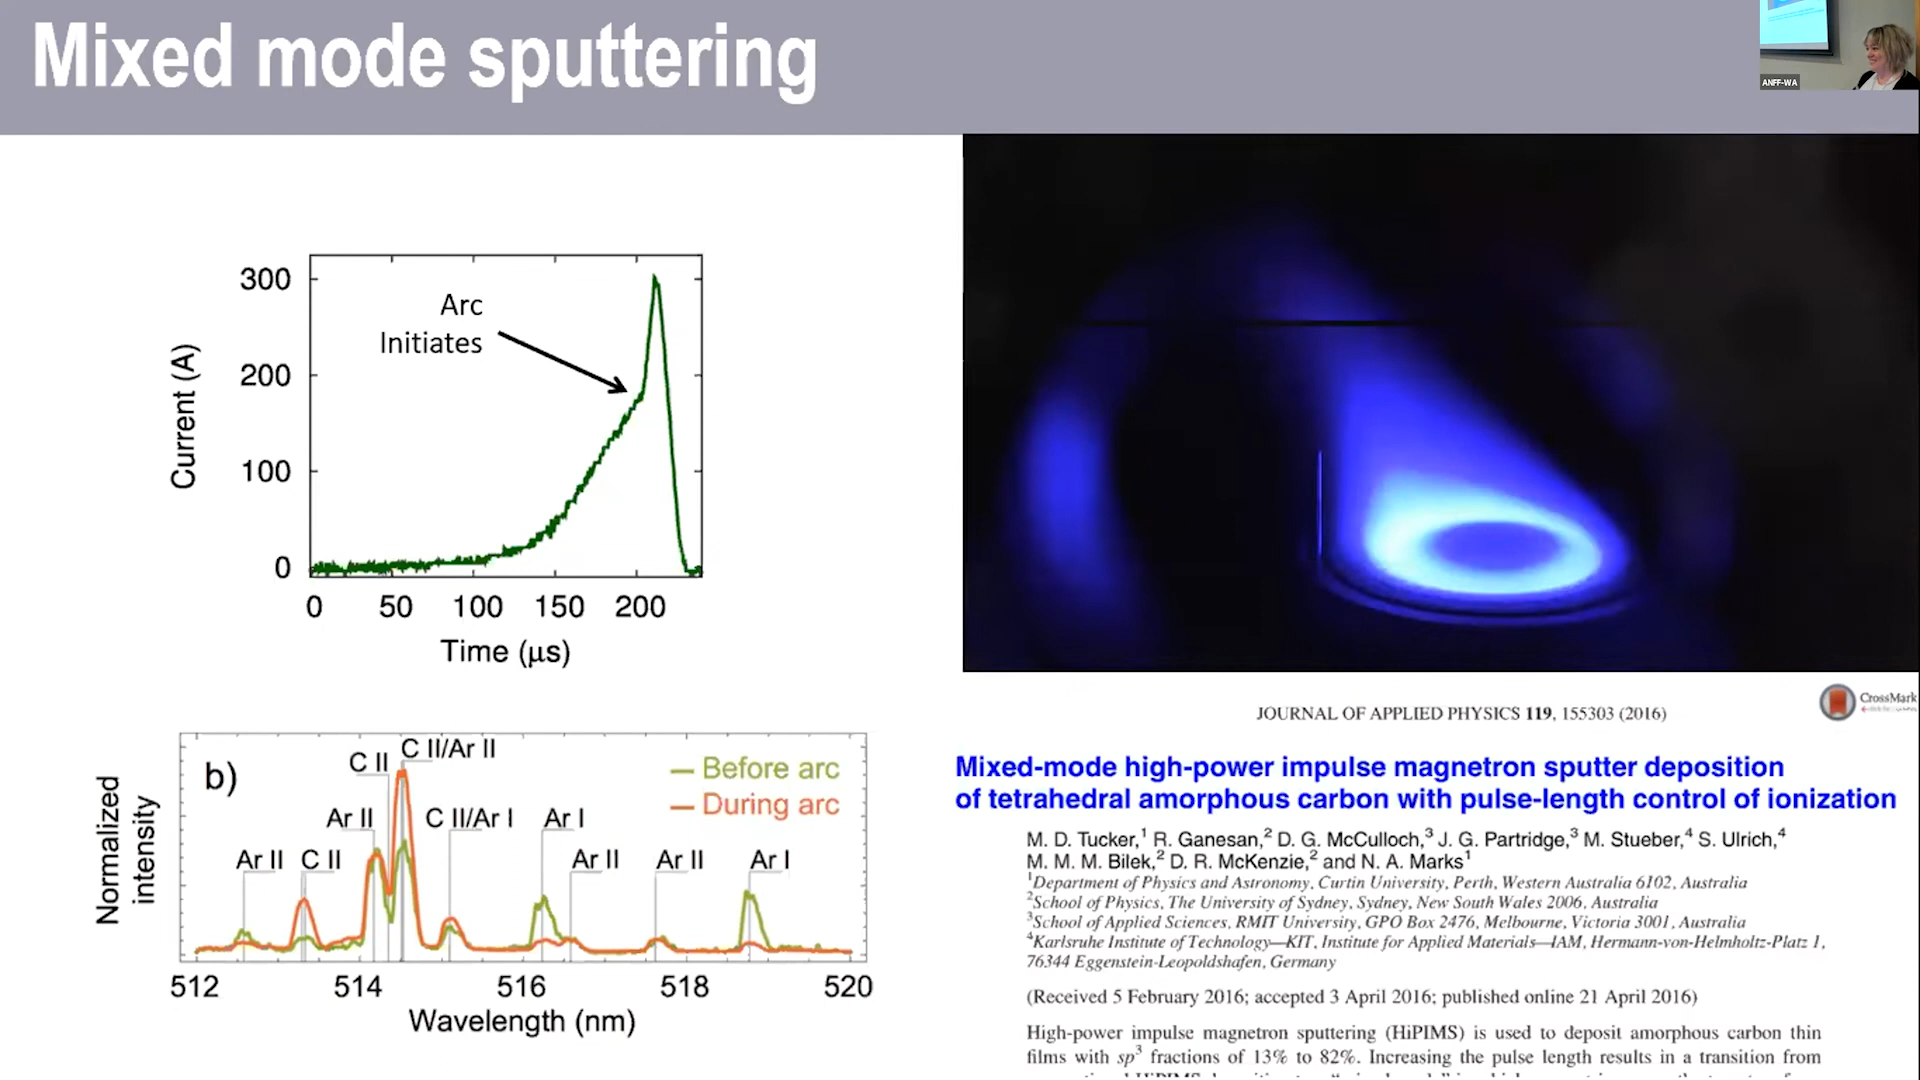 Mixed mode sputtering
ANFF-WA
300
200
100
0
Current (A)
Arc
Initiates
0 50 100 150 200
Time (μs)
b)
C II
C II/Ar II
Before arc
During arc
Ar II
C II/Ar I
Ar I
Ar II
C II
Ar II
Ar II
Ar I
Normalized
intensity
512 514 516 518 520
Wavelength (nm)
CrossMark
JOURNAL OF APPLIED PHYSICS 119, 155303 (2016)
Mixed-mode high-power impulse magnetron sputter deposition
of tetrahedral amorphous carbon with pulse-length control of ionization
M. D. Tucker,¹ R. Ganesan,² D. G. McCulloch,³ J. G. Partridge,³ M. Stueber,⁴ S. Ulrich,⁴
M. M. M. Bilek,² D. R. McKenzie,² and N. A. Marks¹
¹Department of Physics and Astronomy, Curtin University, Perth, Western Australia 6102, Australia
²School of Physics, The University of Sydney, Sydney, New South Wales 2006, Australia
³School of Applied Sciences, RMIT University, GPO Box 2476, Melbourne, Victoria 3001, Australia
⁴Karlsruhe Institute of Technology—KIT, Institute for Applied Materials—IAM, Hermann-von-Helmholtz-Platz 1,
76344 Eggenstein-Leopoldshafen, Germany
(Received 5 February 2016; accepted 3 April 2016; published online 21 April 2016)
High-power impulse magnetron sputtering (HiPIMS) is used to deposit amorphous carbon thin
films with sp³ fractions of 13% to 82%. Increasing the pulse length results in a transition from